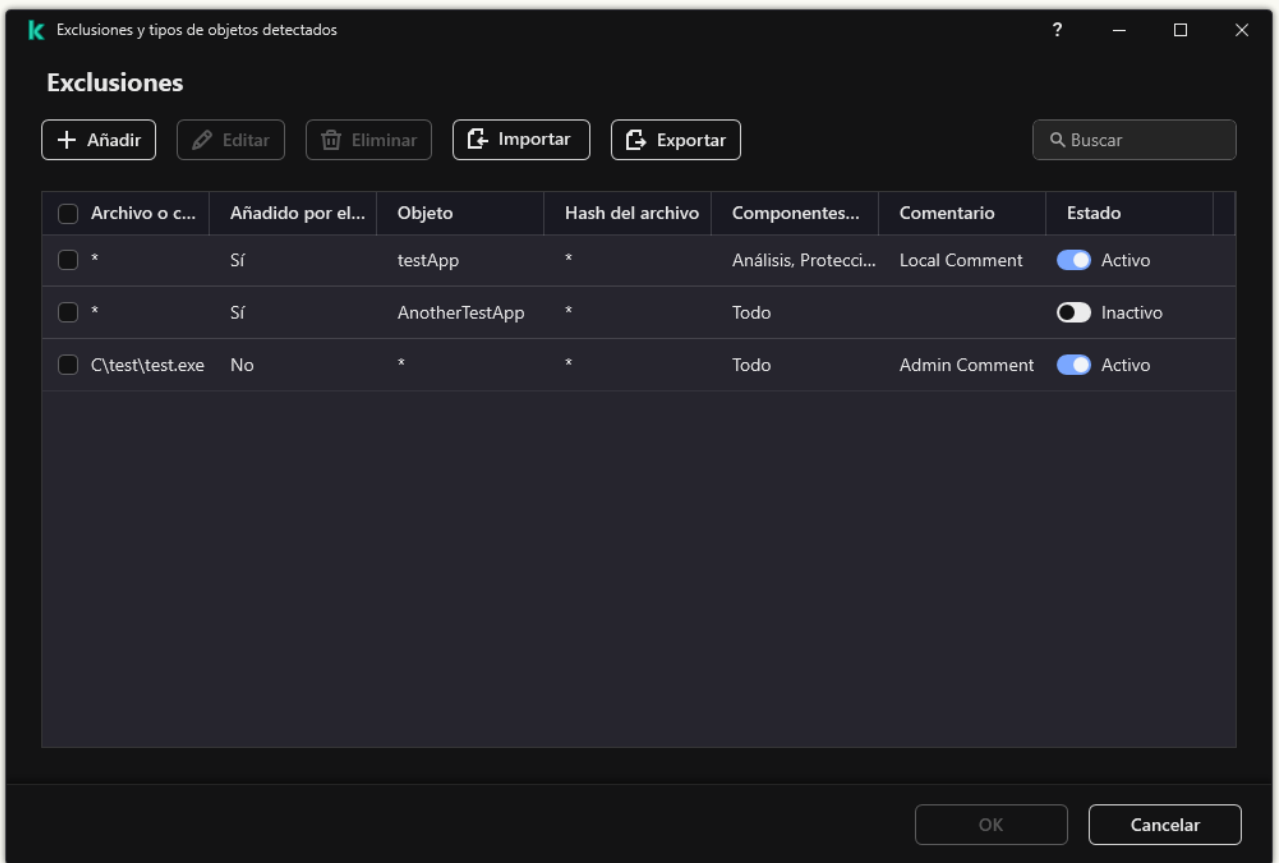 Exclusiones y tipos de objetos detectados ?
Exclusiones
Añadir Editar Eliminar Importar Exportar Buscar
Archivo o c... Añadido por el... Objeto Hash del archivo Componentes... Comentario Estado
* Sí testApp * Análisis, Protecci... Local Comment Activo
* Sí AnotherTestApp * Todo Inactivo
C\test\test.exe No * * Todo Admin Comment Activo
OK Cancelar